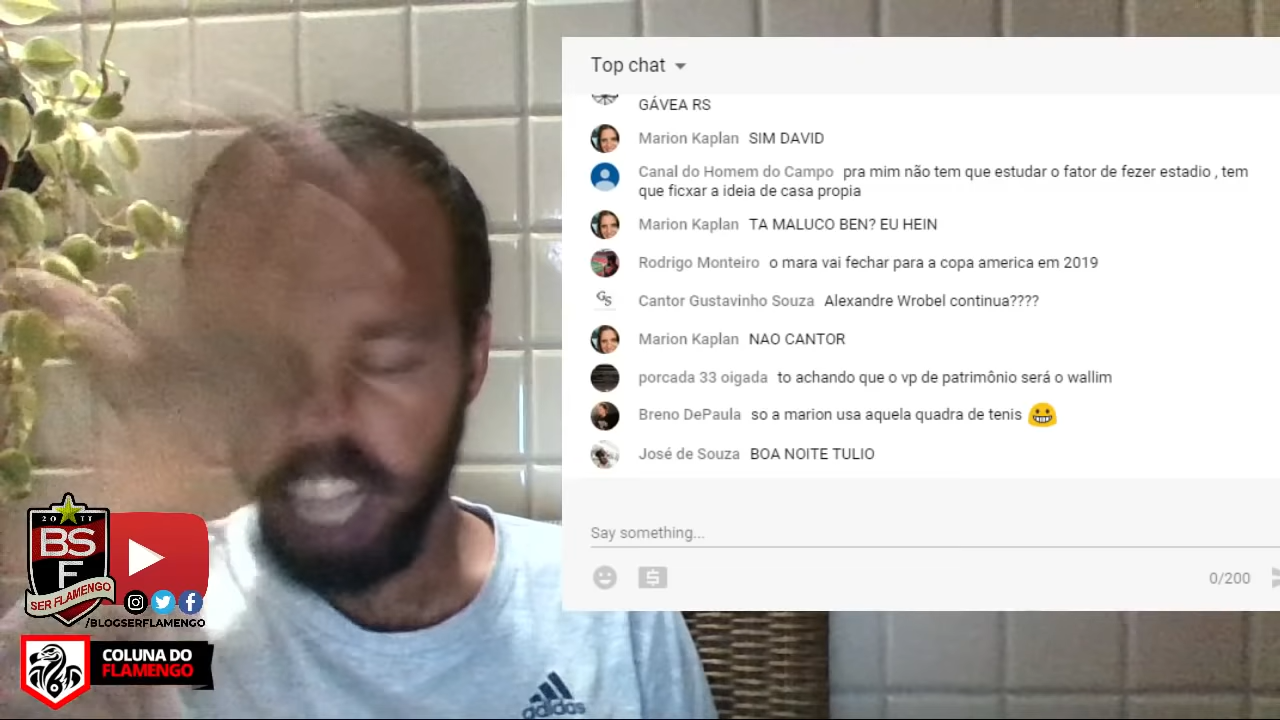 Top chat
GÁVEA RS
Marion Kaplan SIM DAVID
Canal do Homem do Campo pra mim não tem que estudar o fator de fezer estadio , tem
que ficxar a ideia de casa propia
Marion Kaplan TA MALUCO BEN? EU HEIN
Rodrigo Monteiro o mara vai fechar para a copa america em 2019
GS
Cantor Gustavinho Souza Alexandre Wrobel continua????
Marion Kaplan NAO CANTOR
porcada 33 oigada to achando que o vp de patrimônio será o wallim
Breno DePaula so a marion usa aquela quadra de tenis
José de Souza BOA NOITE TULIO
Say something...
0/200
2011
BS
F
SER FLAMENGO
/BLOGSERFLAMENGO
COLUNA DO
FLAMENGO
adidas